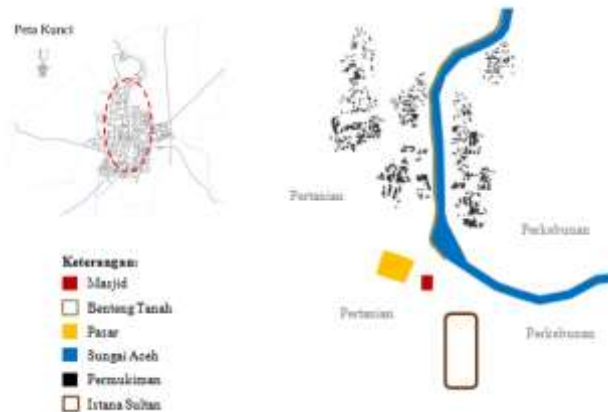 Peta Kunci
U
Pertanian
Perkebunan
Keterangan:
Masjid
Benteng Tanah
Pasar
Sungai Aceh
Permukiman
Istana Sultan
Pertanian
Perkebunan